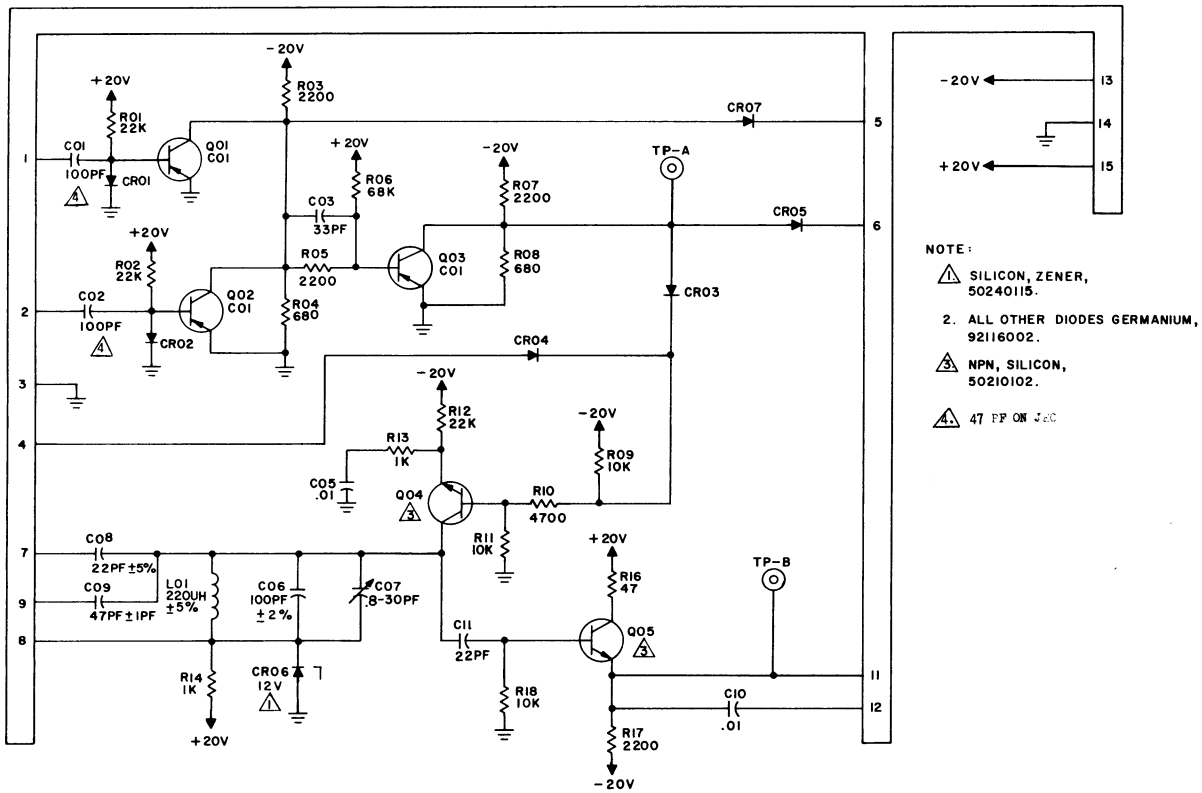 -20V
+20V
R03
2200
R01
22K
C01
100PF
4
CR01
Q01
C01
1
CR07
5
TP-A
-20V
13
14
+20V
15
+20V
R06
68K
-20V
R07
2200
C03
33PF
CR05
6
+20V
R02
22K
R05
2200
Q03
C01
R08
680
C02
100PF
4
Q02
C01
R04
680
2
CR02
CR03
CR04
3
4
-20V
R12
22K
R13
1K
C05
.01
Q04
3
-20V
R09
10K
R10
4700
R11
10K
7
C08
22PF ±5%
C09
47PF±1PF
9
L01
220UH
±5%
C06
100PF
±2%
C07
.8-30PF
8
R14
1K
+20V
CR06
12V
1
C11
22PF
R18
10K
+20V
R16
47
Q05
3
TP-B
11
C10
.01
12
R17
2200
-20V
NOTE:
1. SILICON, ZENER,
50240115.
2. ALL OTHER DIODES GERMANIUM,
92116002.
3 NPN, SILICON,
50210102.
4. 47 PF ON